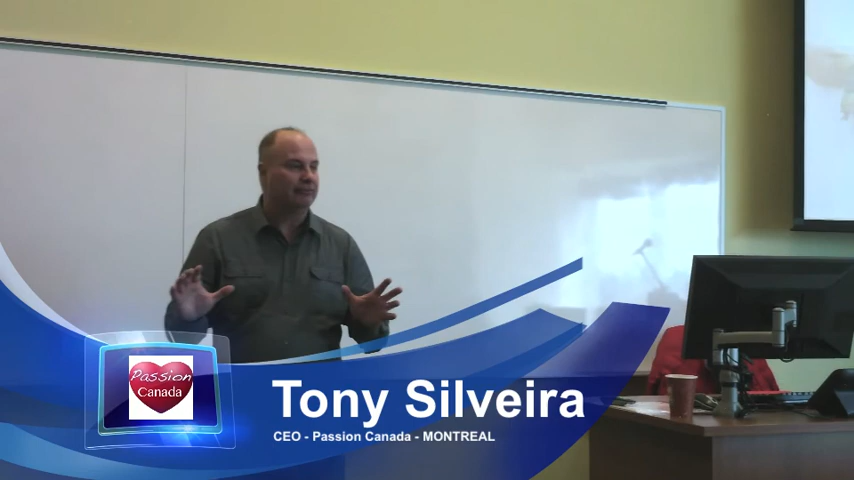 Passion
Canada
Tony Silveira
CEO - Passion Canada - MONTREAL